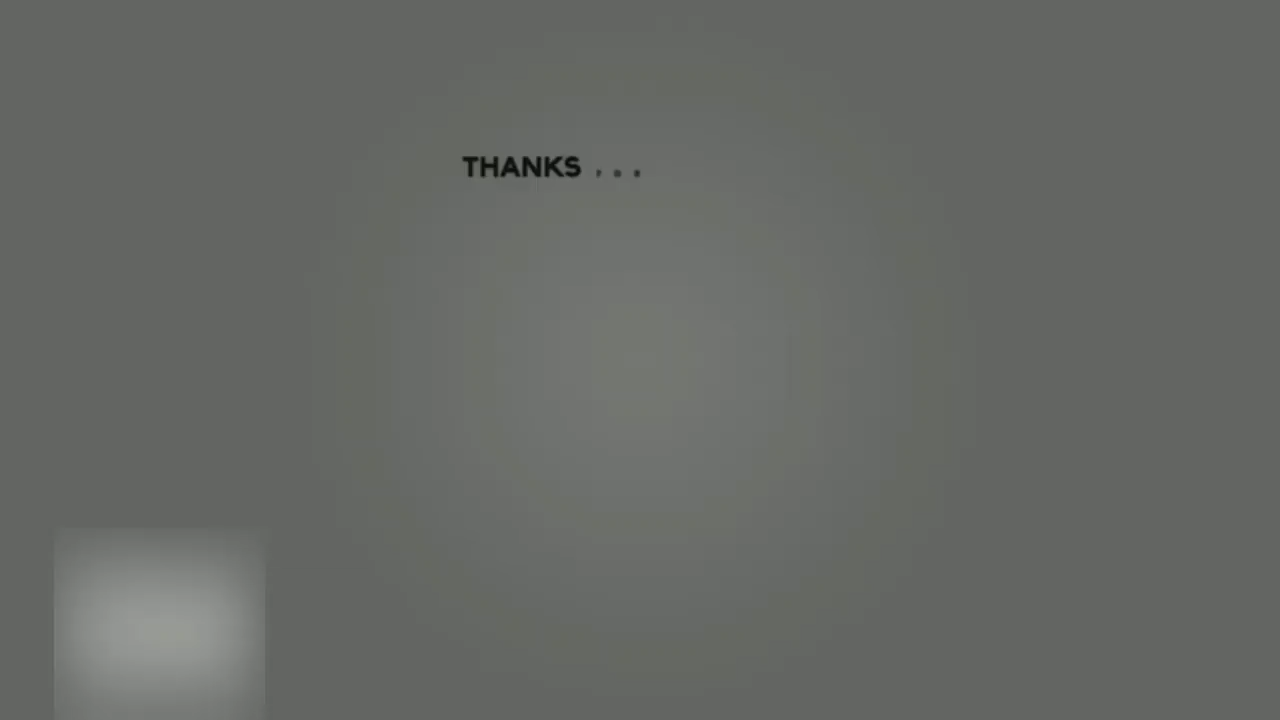 THANKS . . .